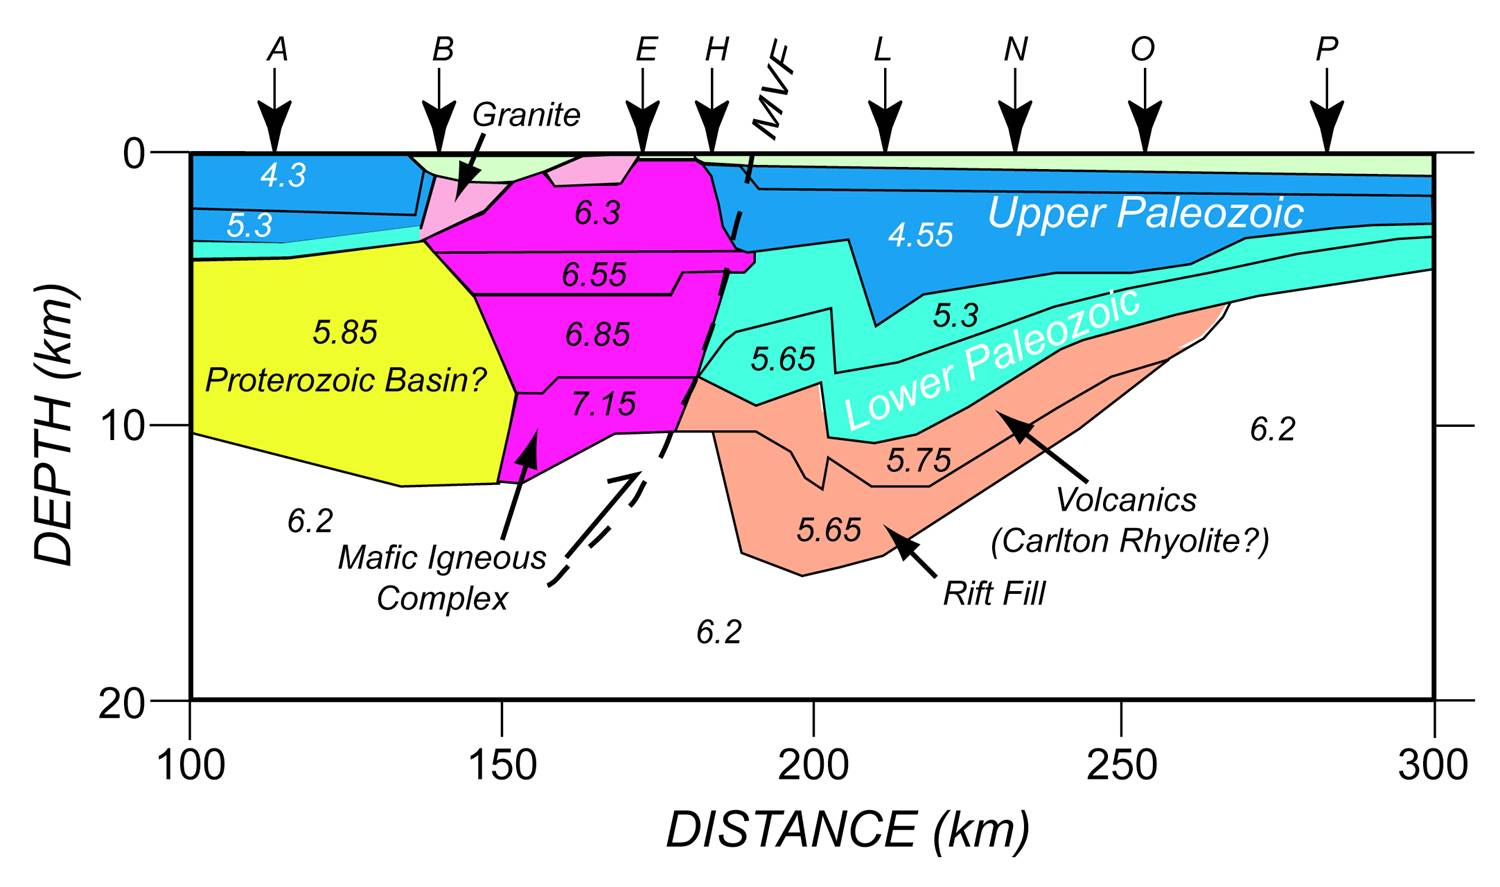 A B E H MVF L N O P
Granite
0
4.3
5.3
6.3
4.55
Upper Paleozoic
6.55
5.3
5.85
6.85
5.65
Lower Paleozoic
Proterozoic Basin?
7.15
10
6.2
5.75
Volcanics
(Carlton Rhyolite?)
6.2
5.65
Mafic Igneous
Complex
Rift Fill
6.2
20
DEPTH (km)
100 150 200 250 300
DISTANCE (km)